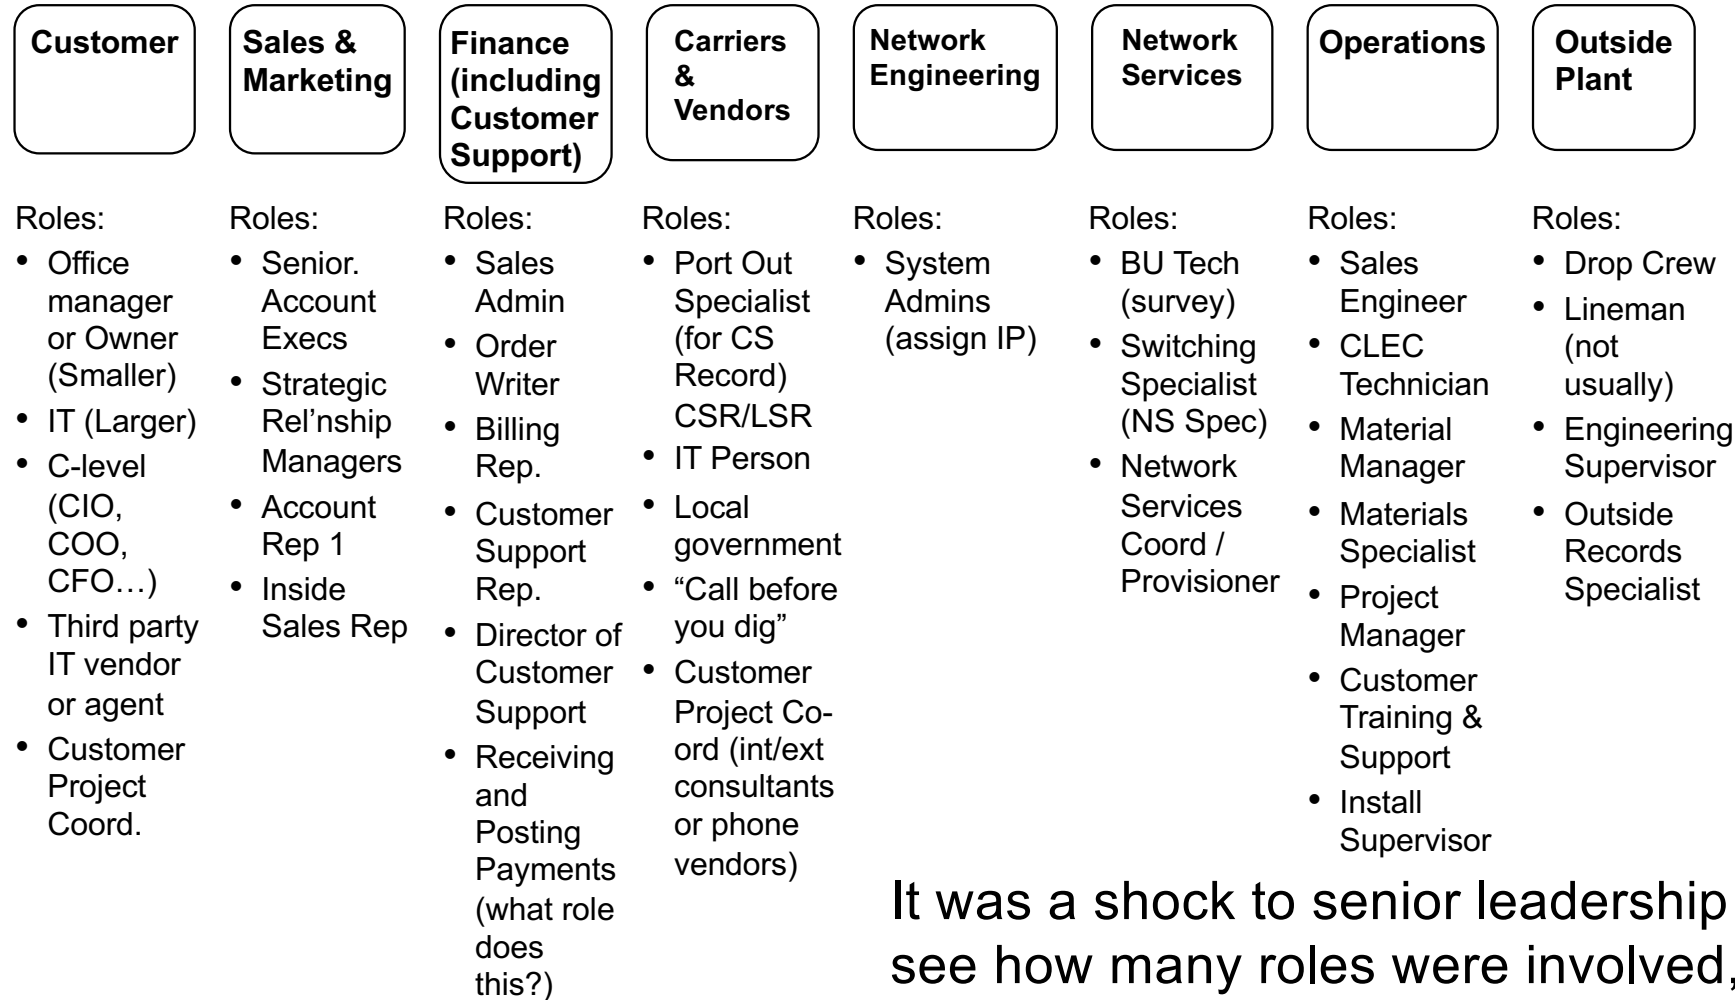 Customer
Sales &
Marketing
Finance
(including
Customer
Support)
Carriers
&
Vendors
Network
Engineering
Network
Services
Operations
Outside
Plant
Roles:
• Office
manager
or Owner
(Smaller)
• IT (Larger)
• C-level
(CIO,
COO,
CFO…)
• Third party
IT vendor
or agent
• Customer
Project
Coord.
Roles:
• Senior.
Account
Execs
• Strategic
Rel’nship
Managers
• Account
Rep 1
• Inside
Sales Rep
Roles:
• Sales
Admin
• Order
Writer
• Billing
Rep.
• Customer
Support
Rep.
• Director of
Customer
Support
• Receiving
and
Posting
Payments
(what role
does
this?)
Roles:
• Port Out
Specialist
(for CS
Record)
CSR/LSR
• IT Person
• Local
government
• “Call before
you dig”
• Customer
Project Co-
ord (int/ext
consultants
or phone
vendors)
Roles:
• System
Admins
(assign IP)
Roles:
• BU Tech
(survey)
• Switching
Specialist
(NS Spec)
• Network
Services
Coord /
Provisioner
Roles:
• Sales
Engineer
• CLEC
Technician
• Material
Manager
• Materials
Specialist
• Project
Manager
• Customer
Training &
Support
• Install
Supervisor
Roles:
• Drop Crew
• Lineman
(not
usually)
• Engineering
Supervisor
• Outside
Records
Specialist
It was a shock to senior leadership
see how many roles were involved,